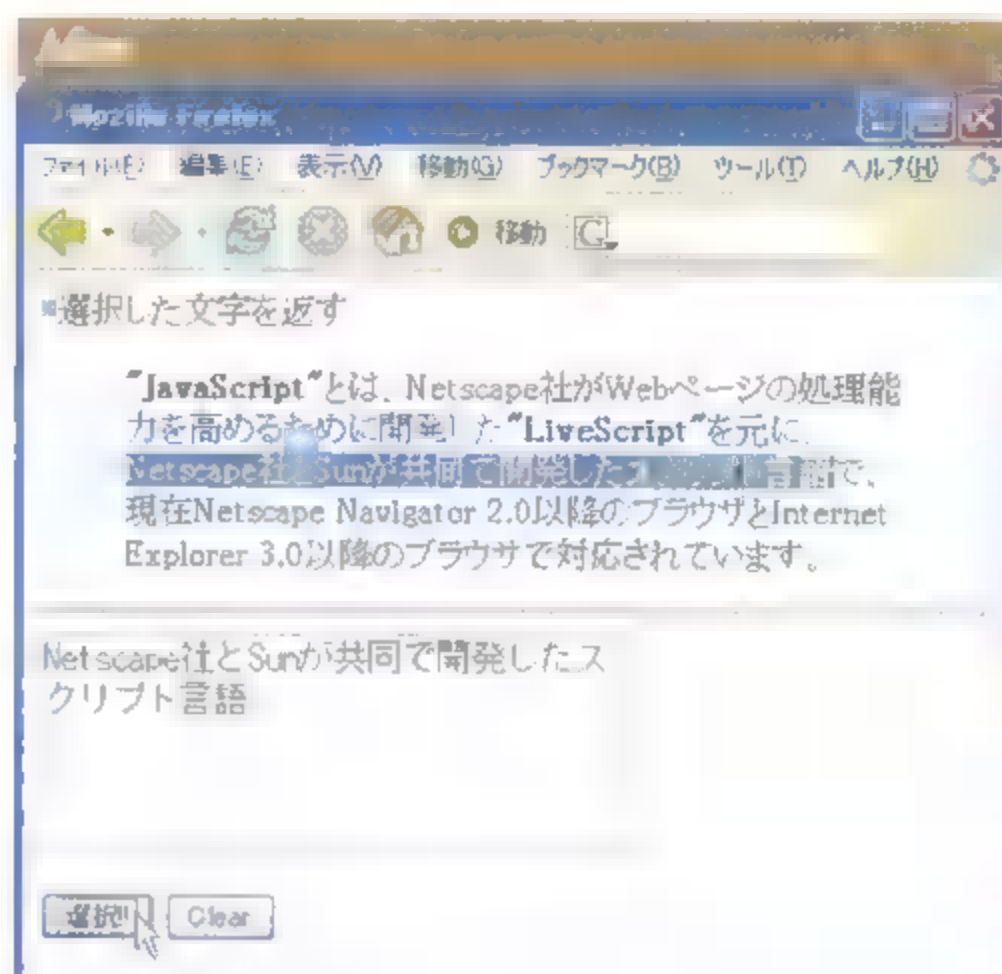 Mozilla Firefox
ファイル(F) 編集(E) 表示(V) 移動(G) ブックマーク(B) ツール(T) ヘルプ(H)
移動 G
選択した文字を返す
"JavaScript"とは、Netscape社がWebページの処理能
力を高めるために開発した"LiveScript"を元に、
Netscape社とSunが共同で開発したスクリプト言語で、
現在Netscape Navigator 2.0以降のブラウザとInternet
Explorer 3.0以降のブラウザで対応されています。
Netscape社とSunが共同で開発したス
クリプト言語
選択!! Clear